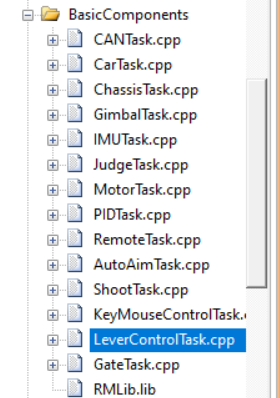 BasicComponents
CANTask.cpp
CarTask.cpp
ChassisTask.cpp
GimbalTask.cpp
IMUTask.cpp
JudgeTask.cpp
MotorTask.cpp
PIDTask.cpp
RemoteTask.cpp
AutoAimTask.cpp
ShootTask.cpp
KeyMouseControlTask.
LeverControlTask.cpp
GateTask.cpp
RMLib.lib